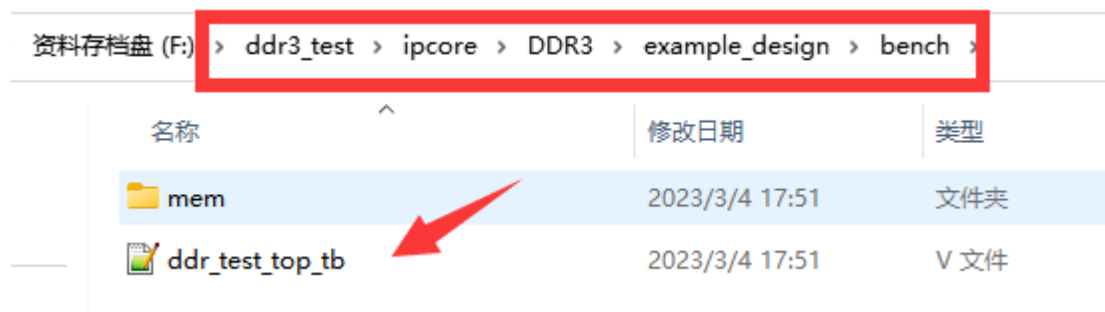 资料存档盘 (F:) › ddr3_test › ipcore › DDR3 › example_design › bench ›
名称 修改日期 类型
mem 2023/3/4 17:51 文件夹
ddr_test_top_tb 2023/3/4 17:51 V 文件